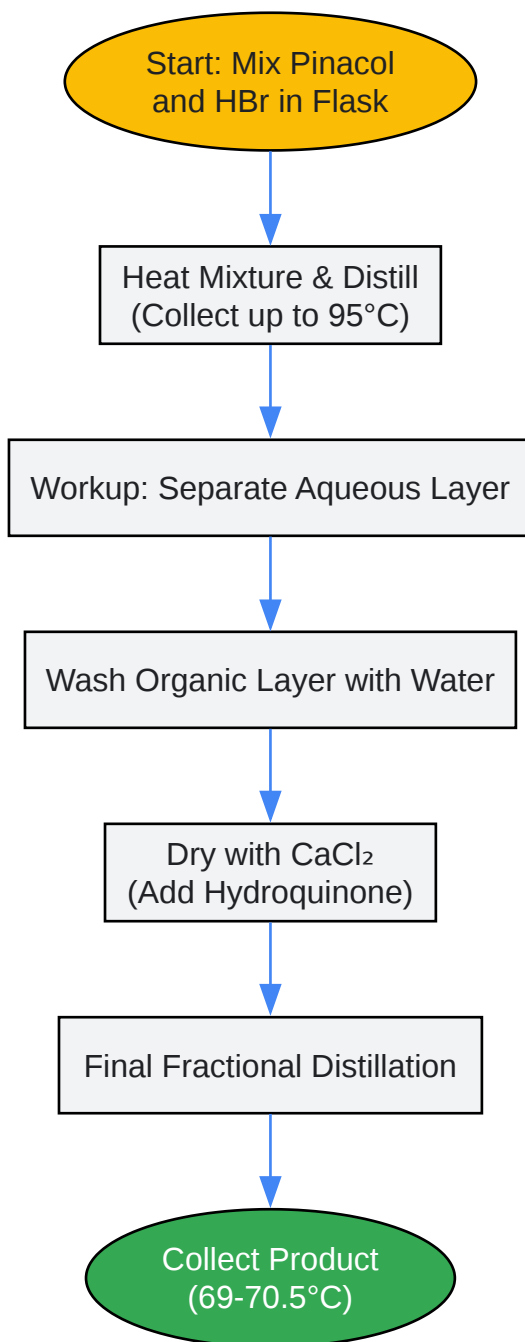 Start: Mix Pinacol
and HBr in Flask
Heat Mixture & Distill
(Collect up to 95°C)
Workup: Separate Aqueous Layer
Wash Organic Layer with Water
Dry with CaCl₂
(Add Hydroquinone)
Final Fractional Distillation
Collect Product
(69-70.5°C)